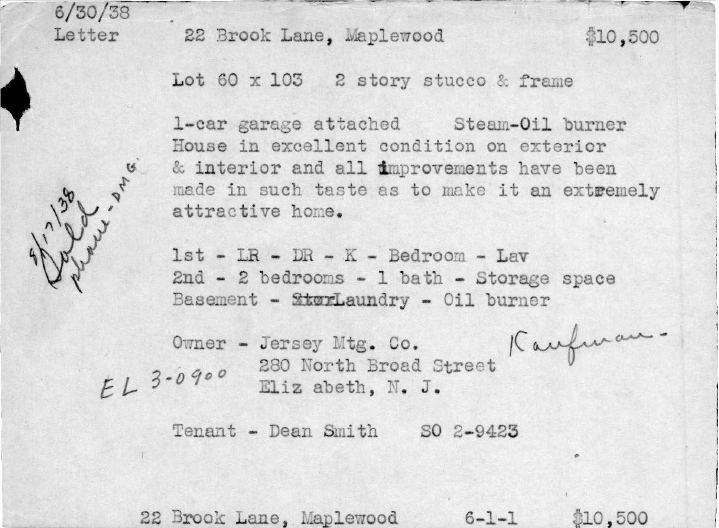 6/30/38
Letter 22 Brook Lane, Maplewood $10,500
Lot 60 x 103 2 story stucco & frame
1-car garage attached Steam-Oil burner
House in excellent condition on exterior
& interior and all improvements have been
made in such taste as to make it an extremely
attractive home.
8/17/38
Sold
phone - DMG.
1st - LR - DR - K - Bedroom - Lav
2nd - 2 bedrooms - 1 bath - Storage space
Basement - Laundry - Oil burner
Owner - Jersey Mtg. Co. Kaufman -
280 North Broad Street
EL 3-0900 Eliz abeth, N. J.
Tenant - Dean Smith SO 2-9423
22 Brook Lane, Maplewood 6-1-1 $10,500